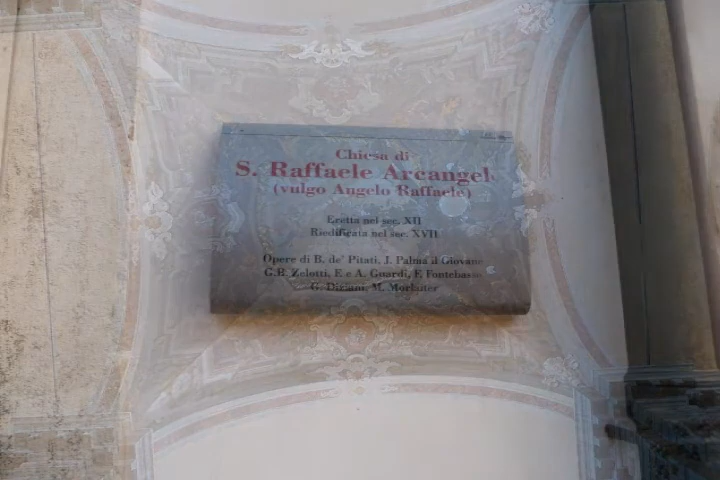 Chiesa di
S. Raffaele Arcangelo
(vulgo Angelo Raffaele)
Eretta nel sec. XII
Riedificata nel sec. XVII
Opere di B. de' Pitati, J. Palma il Giovane
G.B. Zelotti, F. e A. Guardi, F. Fontebasso
G. Diziani, M. Morlaiter